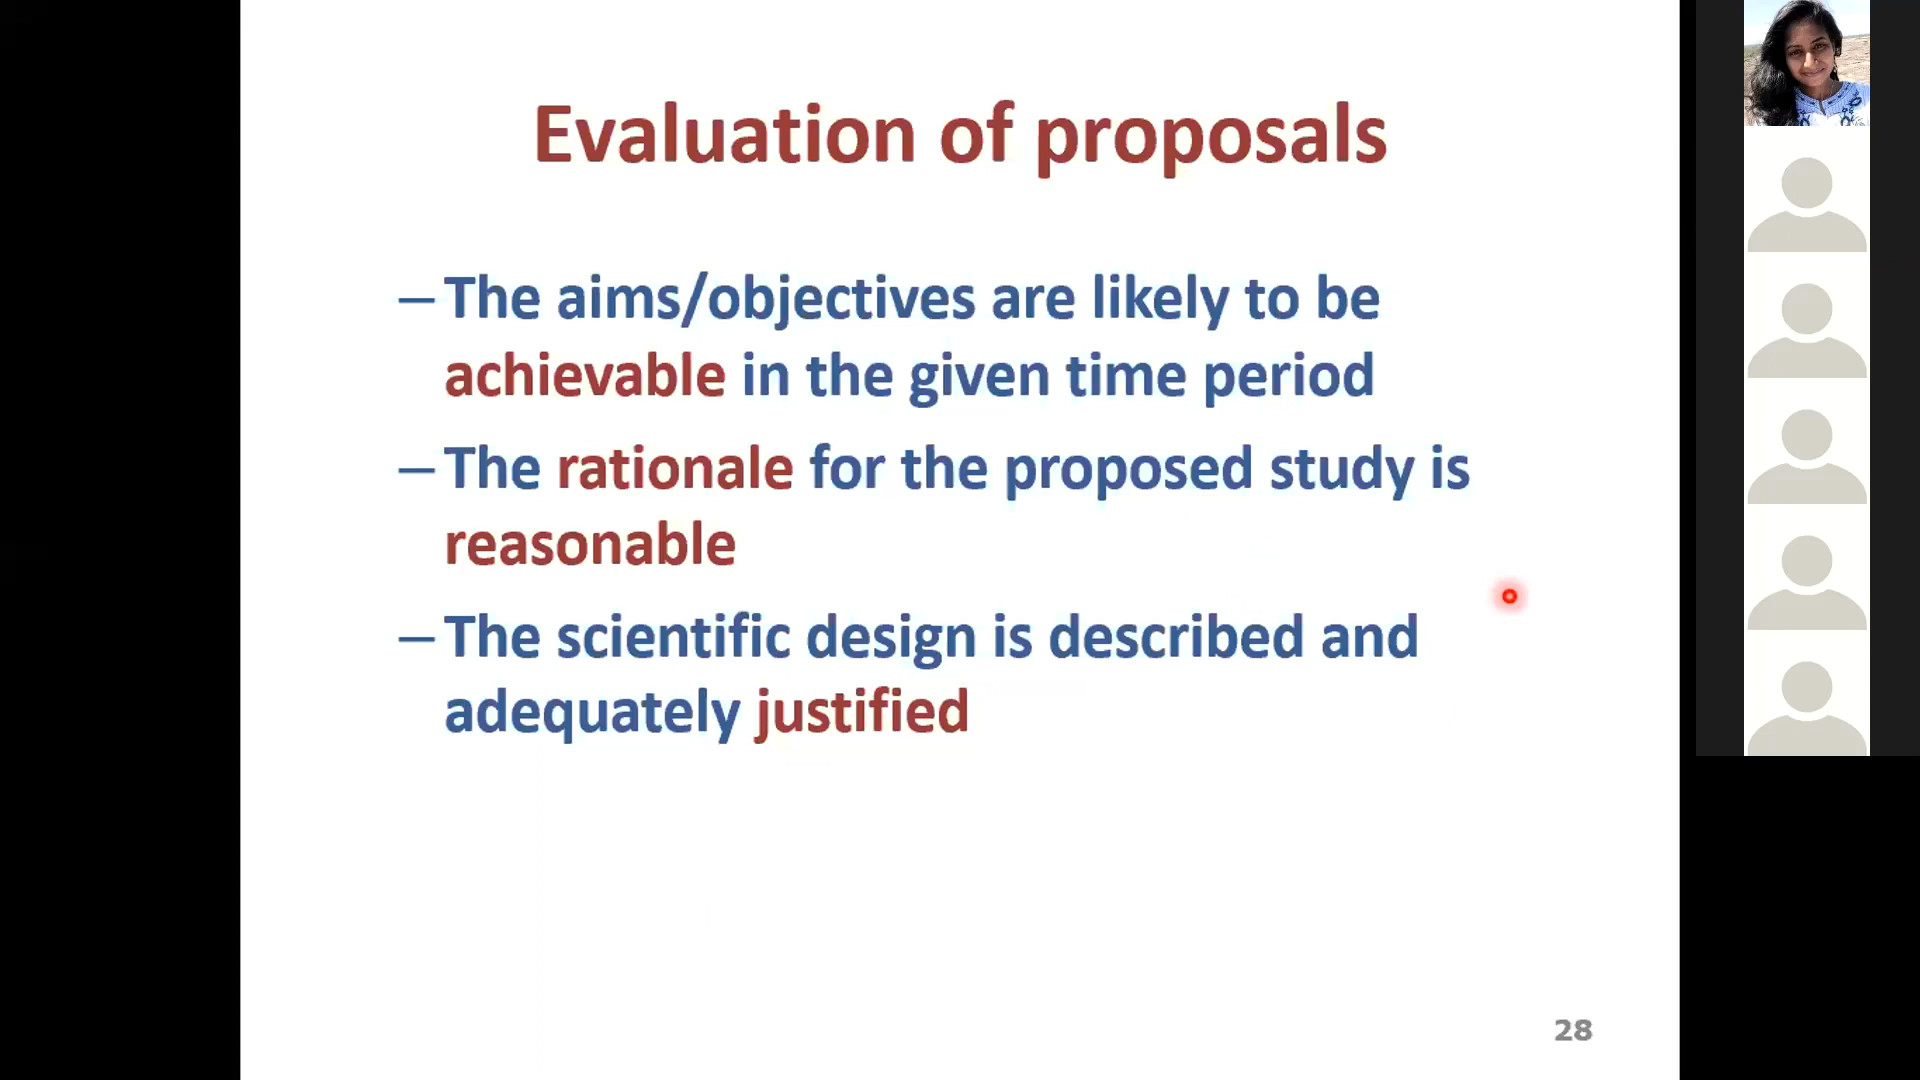 Evaluation of proposals
– The aims/objectives are likely to be
achievable in the given time period
– The rationale for the proposed study is
reasonable
– The scientific design is described and
adequately justified
28